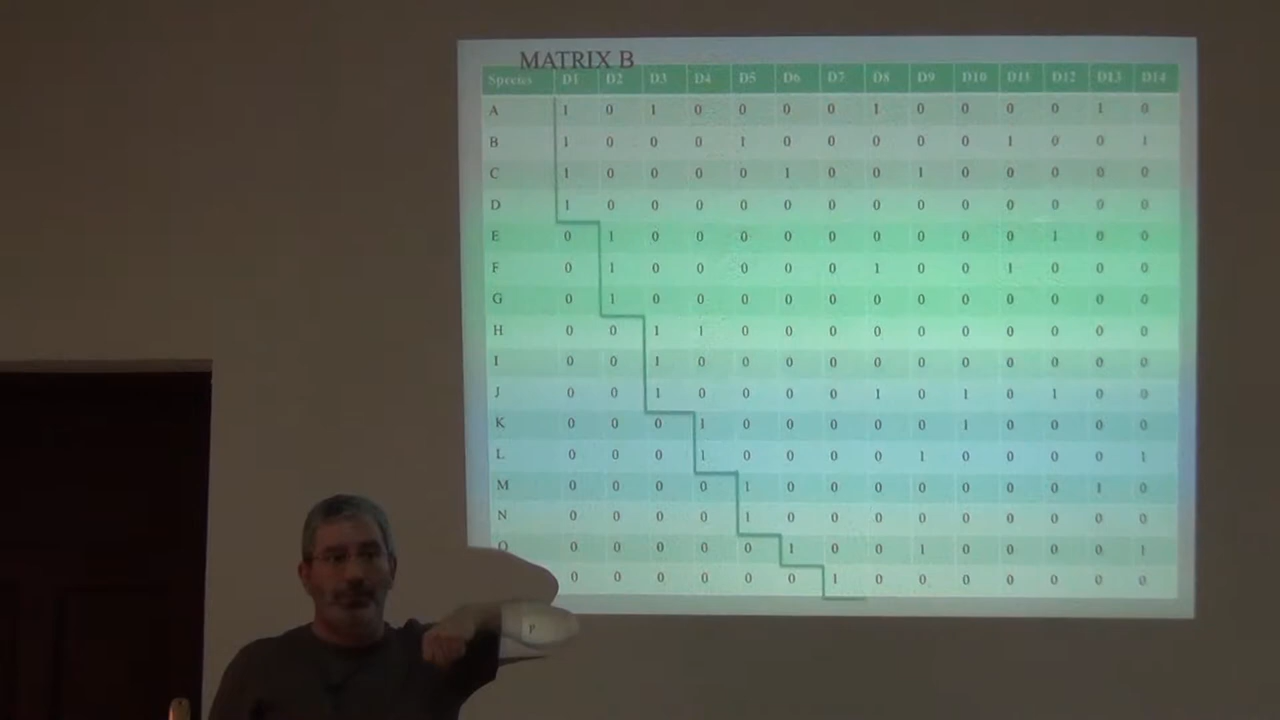 MATRIX B
Species D1 D2 D3 D4 D5 D6 D7 D8 D9 D10 D11 D12 D13 D14
A 1 0 1 0 0 0 0 1 0 0 0 0 1 0
B 1 0 0 0 1 0 0 0 0 0 1 0 0 1
C 1 0 0 0 0 1 0 0 1 0 0 0 0 0
D 1 0 0 0 0 0 0 0 0 0 0 0 0 0
E 0 1 0 0 0 0 0 0 0 0 0 1 0 0
F 0 1 0 0 0 0 0 1 0 0 1 0 0 0
G 0 1 0 0 0 0 0 0 0 0 0 0 0 0
H 0 0 1 1 0 0 0 0 0 0 0 0 0 0
I 0 0 1 0 0 0 0 0 0 0 0 0 0 0
J 0 0 1 0 0 0 0 1 0 1 0 1 0 0
K 0 0 0 1 0 0 0 0 0 1 0 0 0 0
L 0 0 0 1 0 0 0 0 1 0 0 0 0 1
M 0 0 0 0 1 0 0 0 0 0 0 0 1 0
N 0 0 0 0 1 0 0 0 0 0 0 0 0 0
O 0 0 0 0 0 1 0 0 1 0 0 0 0 1
P 0 0 0 0 0 0 1 0 0 0 0 0 0 0